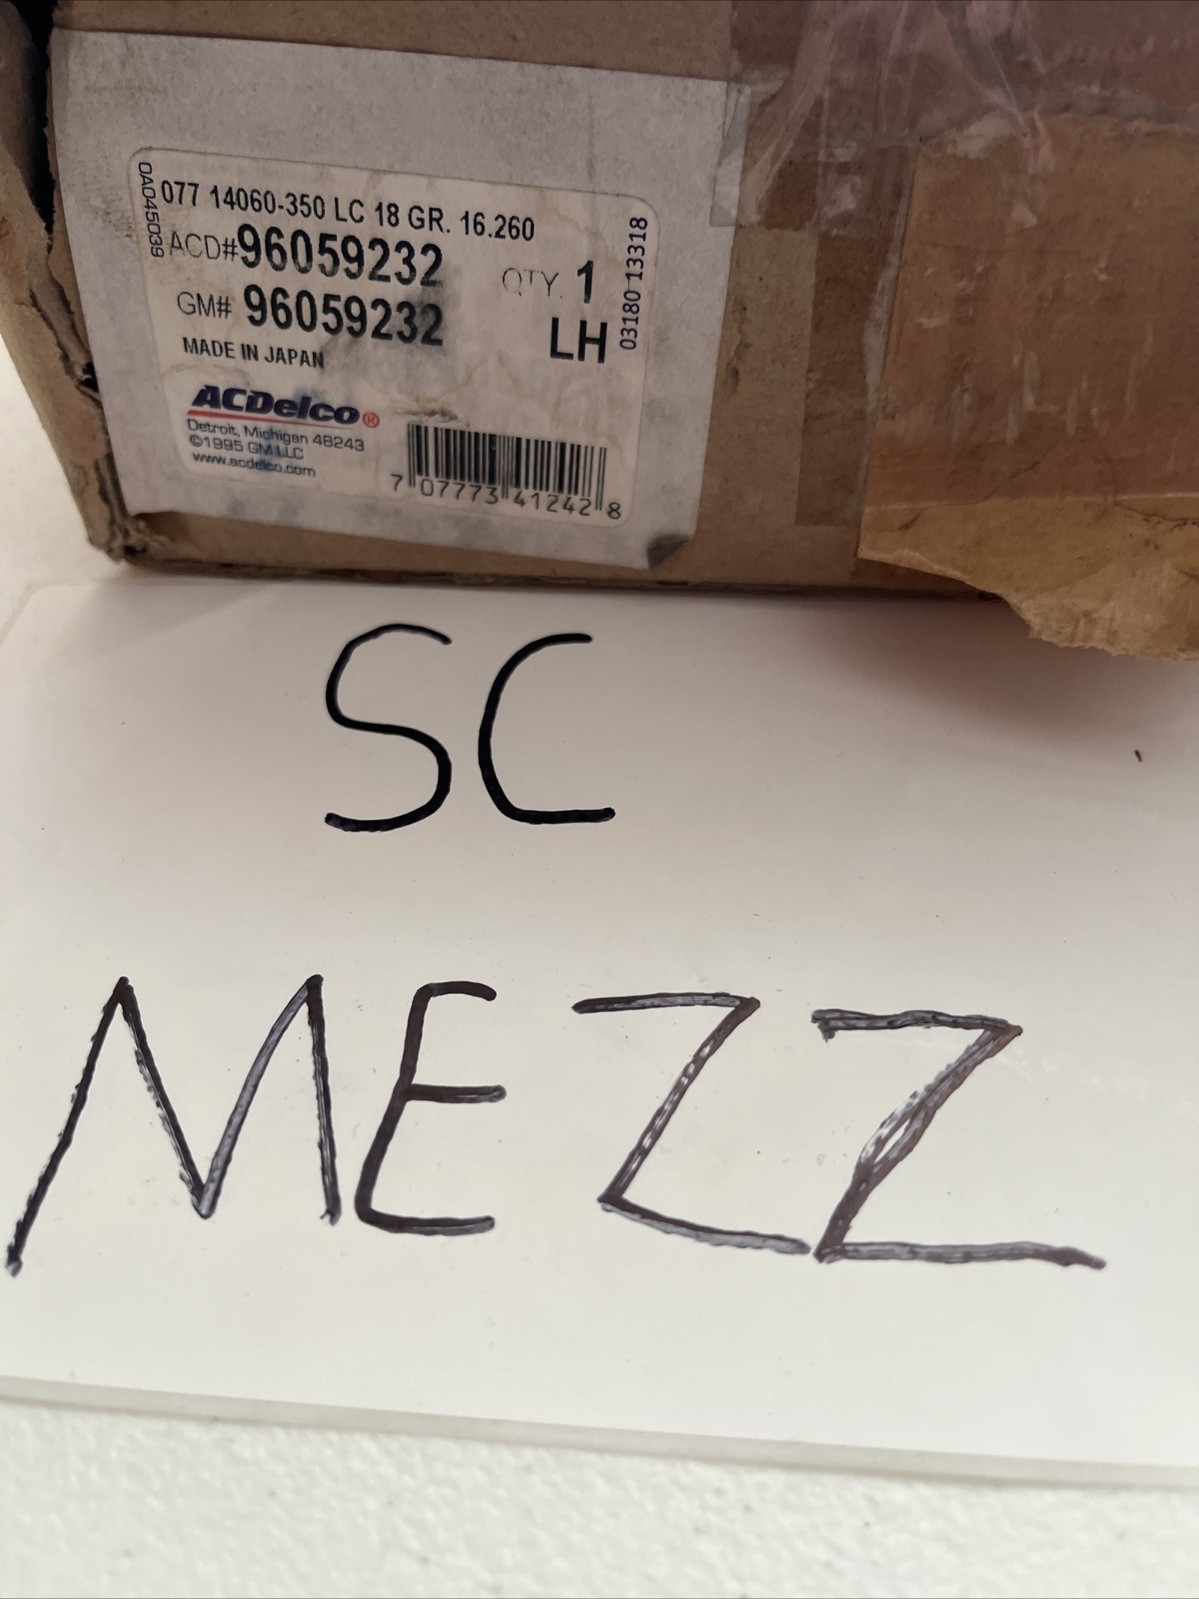 0A045D39
077 14060-350 LC 18 GR. 16.260
ACD#96059232
QTY. 1
GM# 96059232
LH
MADE IN JAPAN
03180 13318
ACDelco®
Detroit, Michigan 48243
©1995 GM LLC
www.acdelco.com
7 07773 41242 8
SC
MEZZ